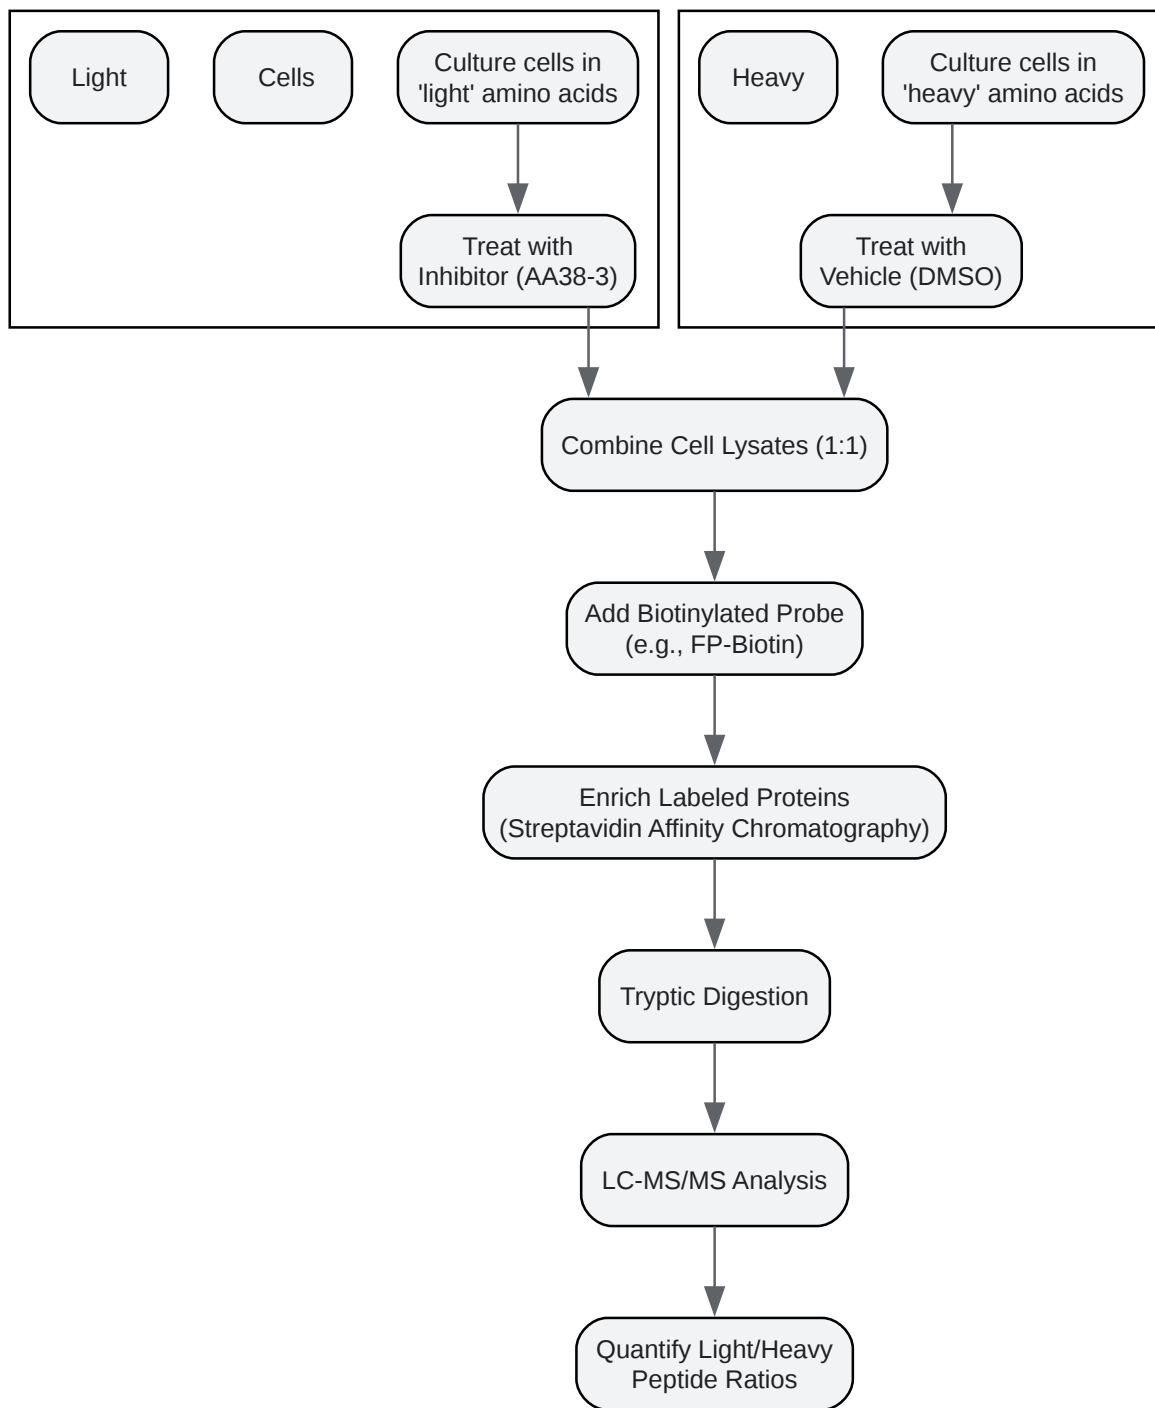 Light
Cells
Culture cells in
'light' amino acids
Heavy
Culture cells in
'heavy' amino acids
Treat with
Inhibitor (AA38-3)
Treat with
Vehicle (DMSO)
Combine Cell Lysates (1:1)
Add Biotinylated Probe
(e.g., FP-Biotin)
Enrich Labeled Proteins
(Streptavidin Affinity Chromatography)
Tryptic Digestion
LC-MS/MS Analysis
Quantify Light/Heavy
Peptide Ratios